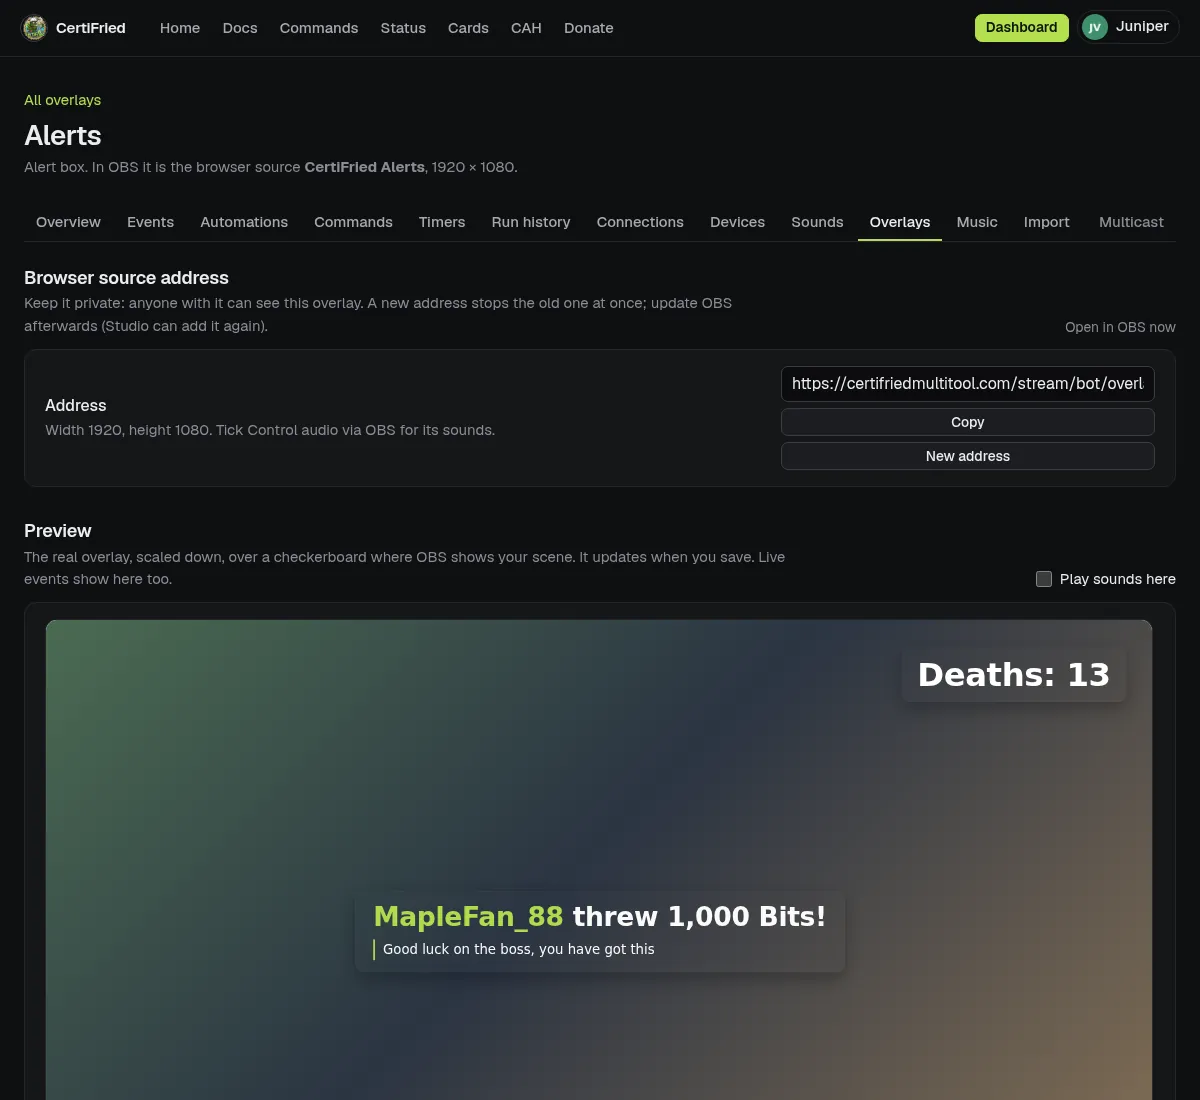 CertiFried
Home
Docs
Commands
Status
Cards
CAH
Donate
Dashboard
JV
Juniper
All overlays
Alerts
Alert box. In OBS it is the browser source CertiFried Alerts, 1920 × 1080.
Overview
Events
Automations
Commands
Timers
Run history
Connections
Devices
Sounds
Overlays
Music
Import
Multicast
Browser source address
Keep it private: anyone with it can see this overlay. A new address stops the old one at once; update OBS
afterwards (Studio can add it again).
Open in OBS now
Address
Width 1920, height 1080. Tick Control audio via OBS for its sounds.
https://certifriedmultitool.com/stream/bot/overl
Copy
New address
Preview
The real overlay, scaled down, over a checkerboard where OBS shows your scene. It updates when you save. Live
events show here too.
Play sounds here
Deaths: 13
MapleFan_88 threw 1,000 Bits!
Good luck on the boss, you have got this